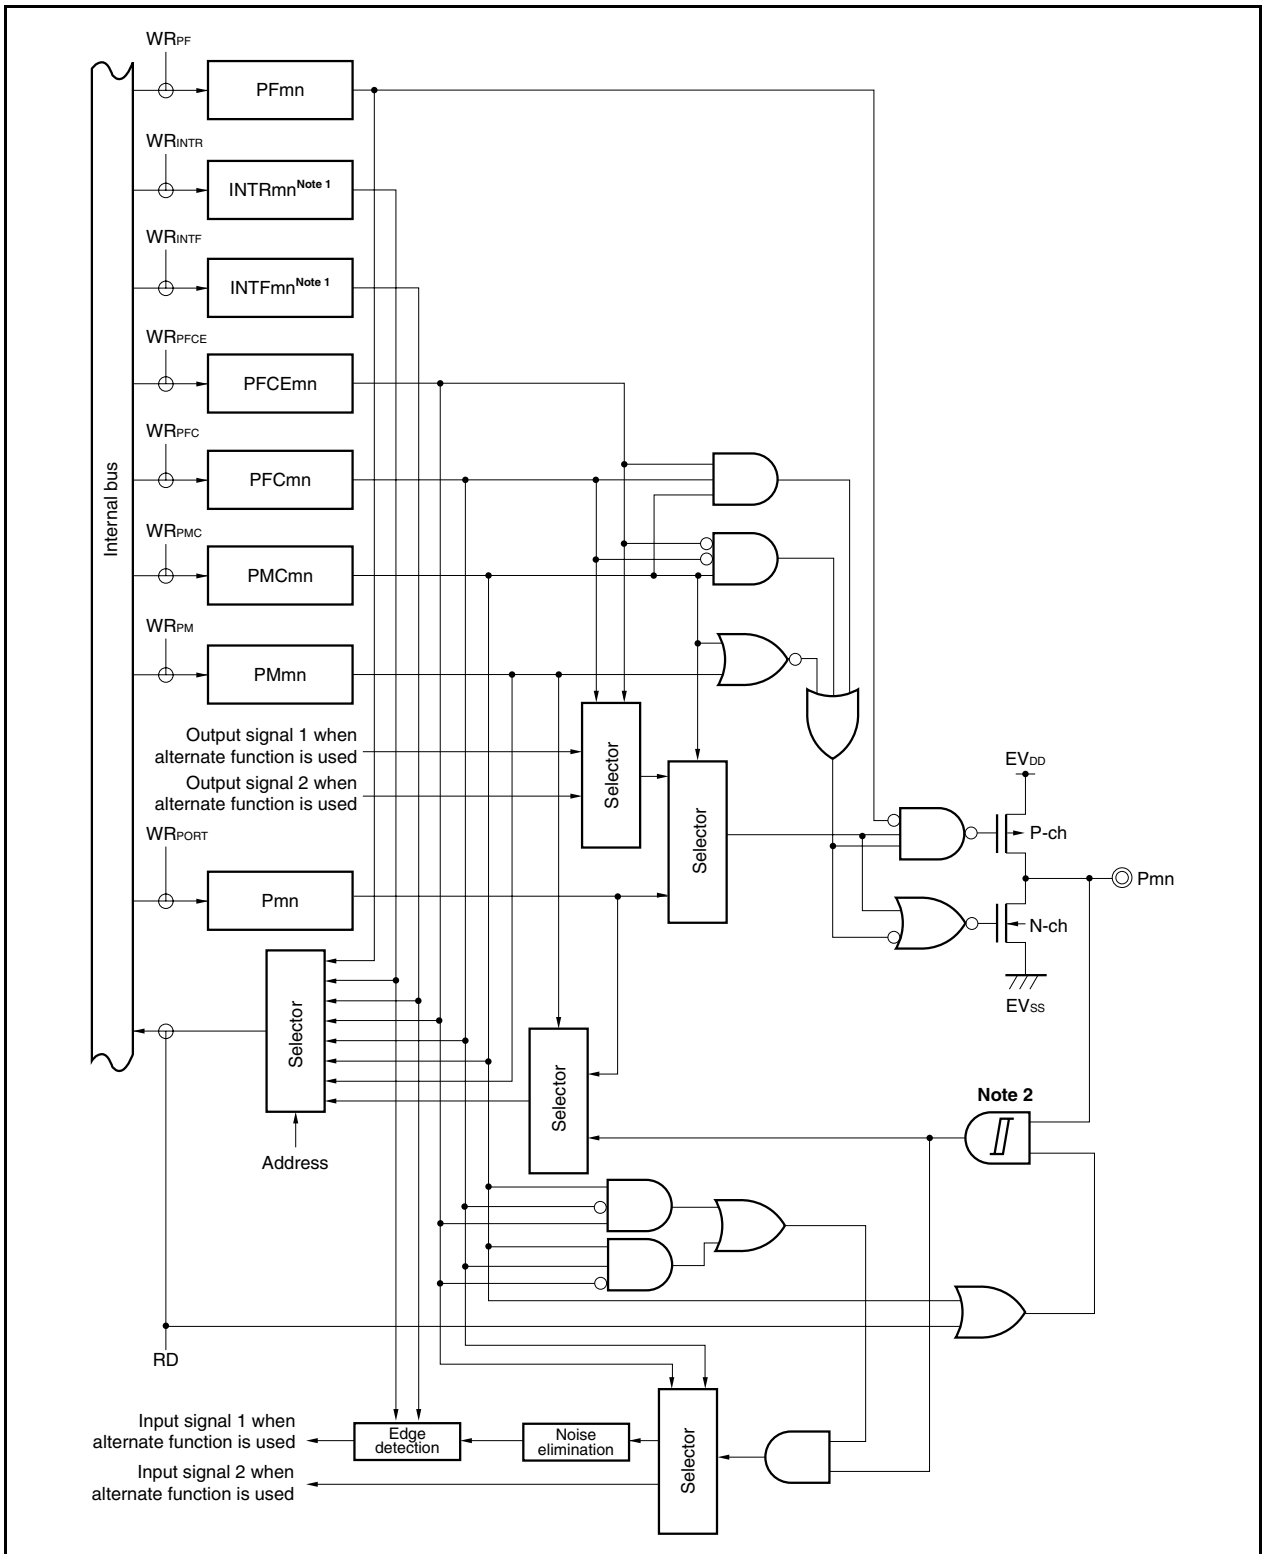 WRPF
PFmn
WRINTR
INTRmnNote 1
WRINTF
INTFmnNote 1
WRPFCE
PFCEmn
WRPFC
PFCmn
Internal bus
WRPMC
PMCmn
WRPM
PMmn
Output signal 1 when
alternate function is used
Output signal 2 when
alternate function is used
Selector
Selector
EVDD
P-ch
WRPORT
Pmn
Pmn
N-ch
EVSS
Selector
Selector
Note 2
Address
RD
Input signal 1 when
alternate function is used
Edge
detection
Noise
elimination
Selector
Input signal 2 when
alternate function is used